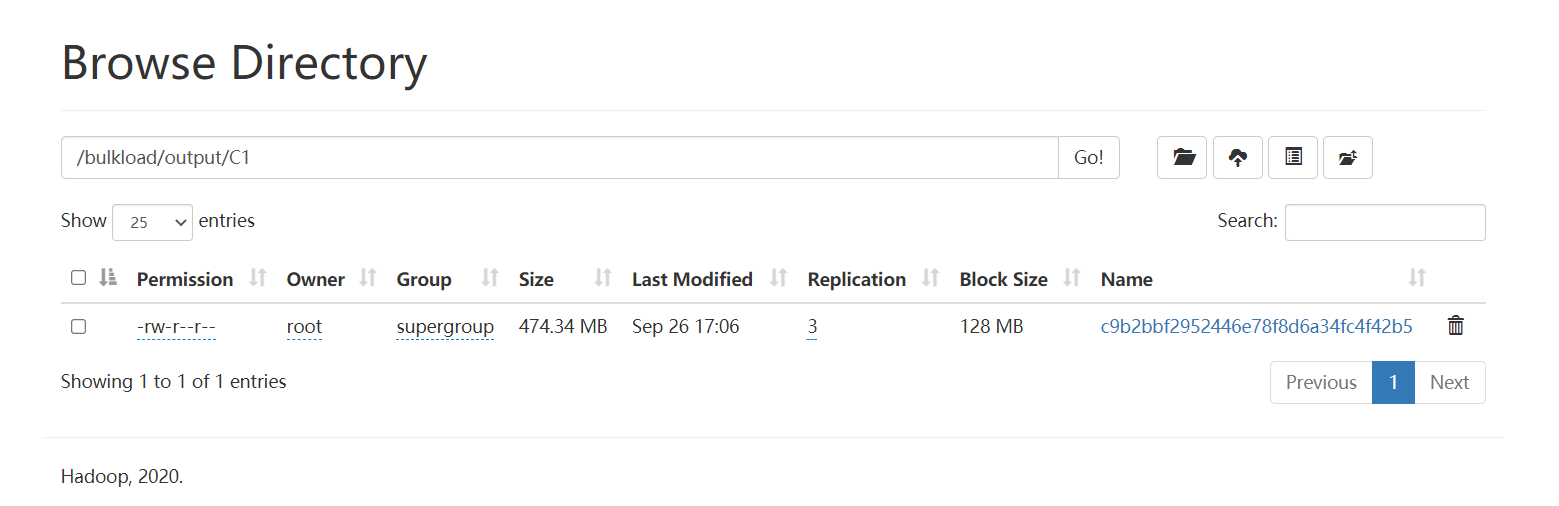 Browse Directory
/bulkload/output/C1 Go!
Show 25 entries Search:
Permission Owner Group Size Last Modified Replication Block Size Name
-rw-r--r-- root supergroup 474.34 MB Sep 26 17:06 3 128 MB c9b2bbf2952446e78f8d6a34fc4f42b5
Showing 1 to 1 of 1 entries Previous 1 Next
Hadoop, 2020.